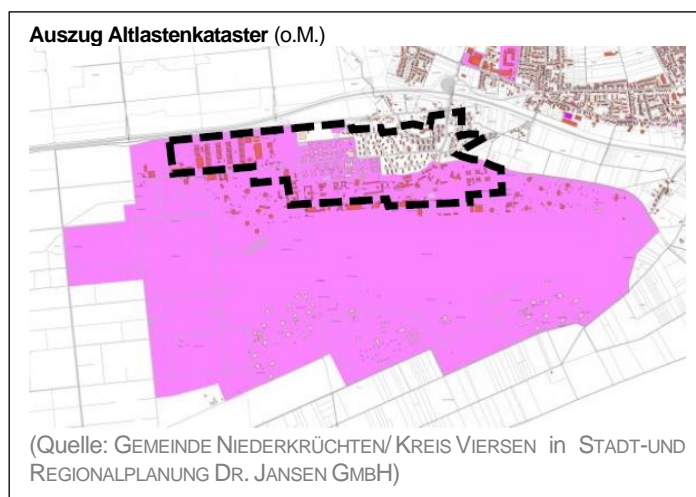 Auszug Altlastenkataster (o.M.)
(Quelle: GEMEINDE NIEDERKRÜCHTEN/ KREIS VIERSEN in STADT-UND
REGIONALPLANUNG DR. JANSEN GMBH)